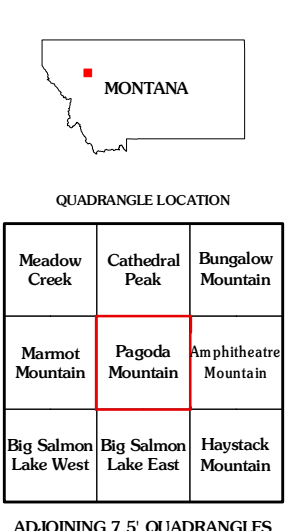 MONTANA
QUADRANGLE LOCATION
Meadow
Creek
Cathedral
Peak
Bungalow
Mountain
Marmot
Mountain
Pagoda
Mountain
Amphitheatre
Mountain
Big Salmon
Lake West
Big Salmon
Lake East
Haystack
Mountain
ADJOINING 7.5' QUADRANGLES